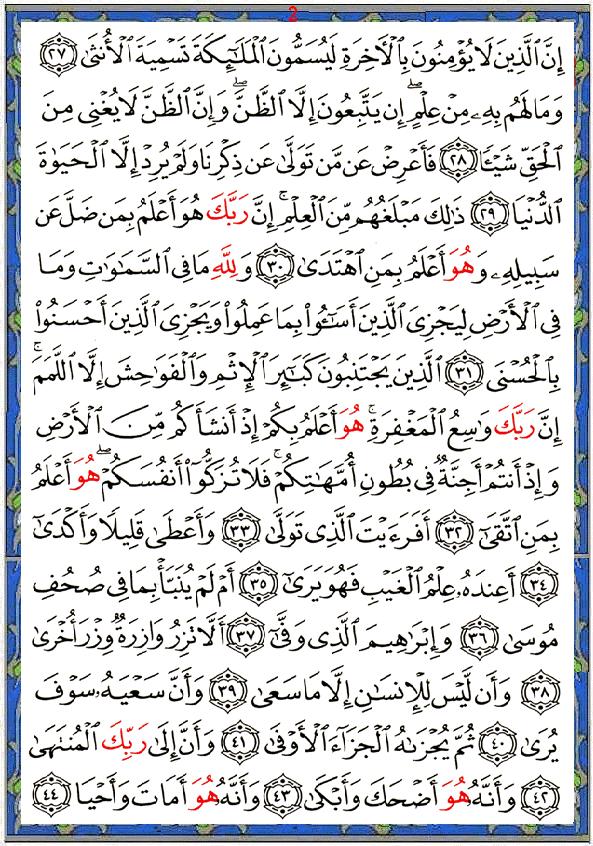 2
إِنَّ ٱلَّذِينَ لَا يُؤْمِنُونَ بِٱلْـَٔاخِرَةِ لَيُسَمُّونَ ٱلْمَلَـٰٓئِكَةَ تَسْمِيَةَ ٱلْأُنثَىٰ ﴿٢٧﴾
وَمَا لَهُم بِهِۦ مِنْ عِلْمٍ ۖ إِن يَتَّبِعُونَ إِلَّا ٱلظَّنَّ ۖ وَإِنَّ ٱلظَّنَّ لَا يُغْنِى مِنَ
ٱلْحَقِّ شَيْـًٔا ﴿٢٨﴾ فَأَعْرِضْ عَن مَّن تَوَلَّىٰ عَن ذِكْرِنَا وَلَمْ يُرِدْ إِلَّا ٱلْحَيَوٰةَ
ٱلدُّنْيَا ﴿٢٩﴾ ذَٰلِكَ مَبْلَغُهُم مِّنَ ٱلْعِلْمِ ۚ إِنَّ رَبَّكَ هُوَ أَعْلَمُ بِمَن ضَلَّ عَن
سَبِيلِهِۦ وَهُوَ أَعْلَمُ بِمَنِ ٱهْتَدَىٰ ﴿٣٠﴾ وَلِلَّهِ مَا فِى ٱلسَّمَـٰوَٰتِ وَمَا
فِى ٱلْأَرْضِ لِيَجْزِىَ ٱلَّذِينَ أَسَـٰٓـُٔوا۟ بِمَا عَمِلُوا۟ وَيَجْزِىَ ٱلَّذِينَ أَحْسَنُوا۟
بِٱلْحُسْنَى ﴿٣١﴾ ٱلَّذِينَ يَجْتَنِبُونَ كَبَـٰٓئِرَ ٱلْإِثْمِ وَٱلْفَوَٰحِشَ إِلَّا ٱللَّمَمَ ۚ
إِنَّ رَبَّكَ وَٰسِعُ ٱلْمَغْفِرَةِ ۚ هُوَ أَعْلَمُ بِكُمْ إِذْ أَنشَأَكُم مِّنَ ٱلْأَرْضِ
وَإِذْ أَنتُمْ أَجِنَّةٌ فِى بُطُونِ أُمَّهَـٰتِكُمْ ۖ فَلَا تُزَكُّوٓا۟ أَنفُسَكُمْ ۖ هُوَ أَعْلَمُ
بِمَنِ ٱتَّقَىٰٓ ﴿٣٢﴾ أَفَرَءَيْتَ ٱلَّذِى تَوَلَّىٰ ﴿٣٣﴾ وَأَعْطَىٰ قَلِيلًا وَأَكْدَىٰٓ
﴿٣٤﴾ أَعِندَهُۥ عِلْمُ ٱلْغَيْبِ فَهُوَ يَرَىٰٓ ﴿٣٥﴾ أَمْ لَمْ يُنَبَّأْ بِمَا فِى صُحُفِ
مُوسَىٰ ﴿٣٦﴾ وَإِبْرَٰهِيمَ ٱلَّذِى وَفَّىٰٓ ﴿٣٧﴾ أَلَّا تَزِرُ وَازِرَةٌ وِزْرَ أُخْرَىٰ
﴿٣٨﴾ وَأَن لَّيْسَ لِلْإِنسَـٰنِ إِلَّا مَا سَعَىٰ ﴿٣٩﴾ وَأَنَّ سَعْيَهُۥ سَوْفَ
يُرَىٰ ﴿٤٠﴾ ثُمَّ يُجْزَىٰهُ ٱلْجَزَآءَ ٱلْأَوْفَىٰ ﴿٤١﴾ وَأَنَّ إِلَىٰ رَبِّكَ ٱلْمُنتَهَىٰ
﴿٤٢﴾ وَأَنَّهُۥ هُوَ أَضْحَكَ وَأَبْكَىٰ ﴿٤٣﴾ وَأَنَّهُۥ هُوَ أَمَاتَ وَأَحْيَا ﴿٤٤﴾